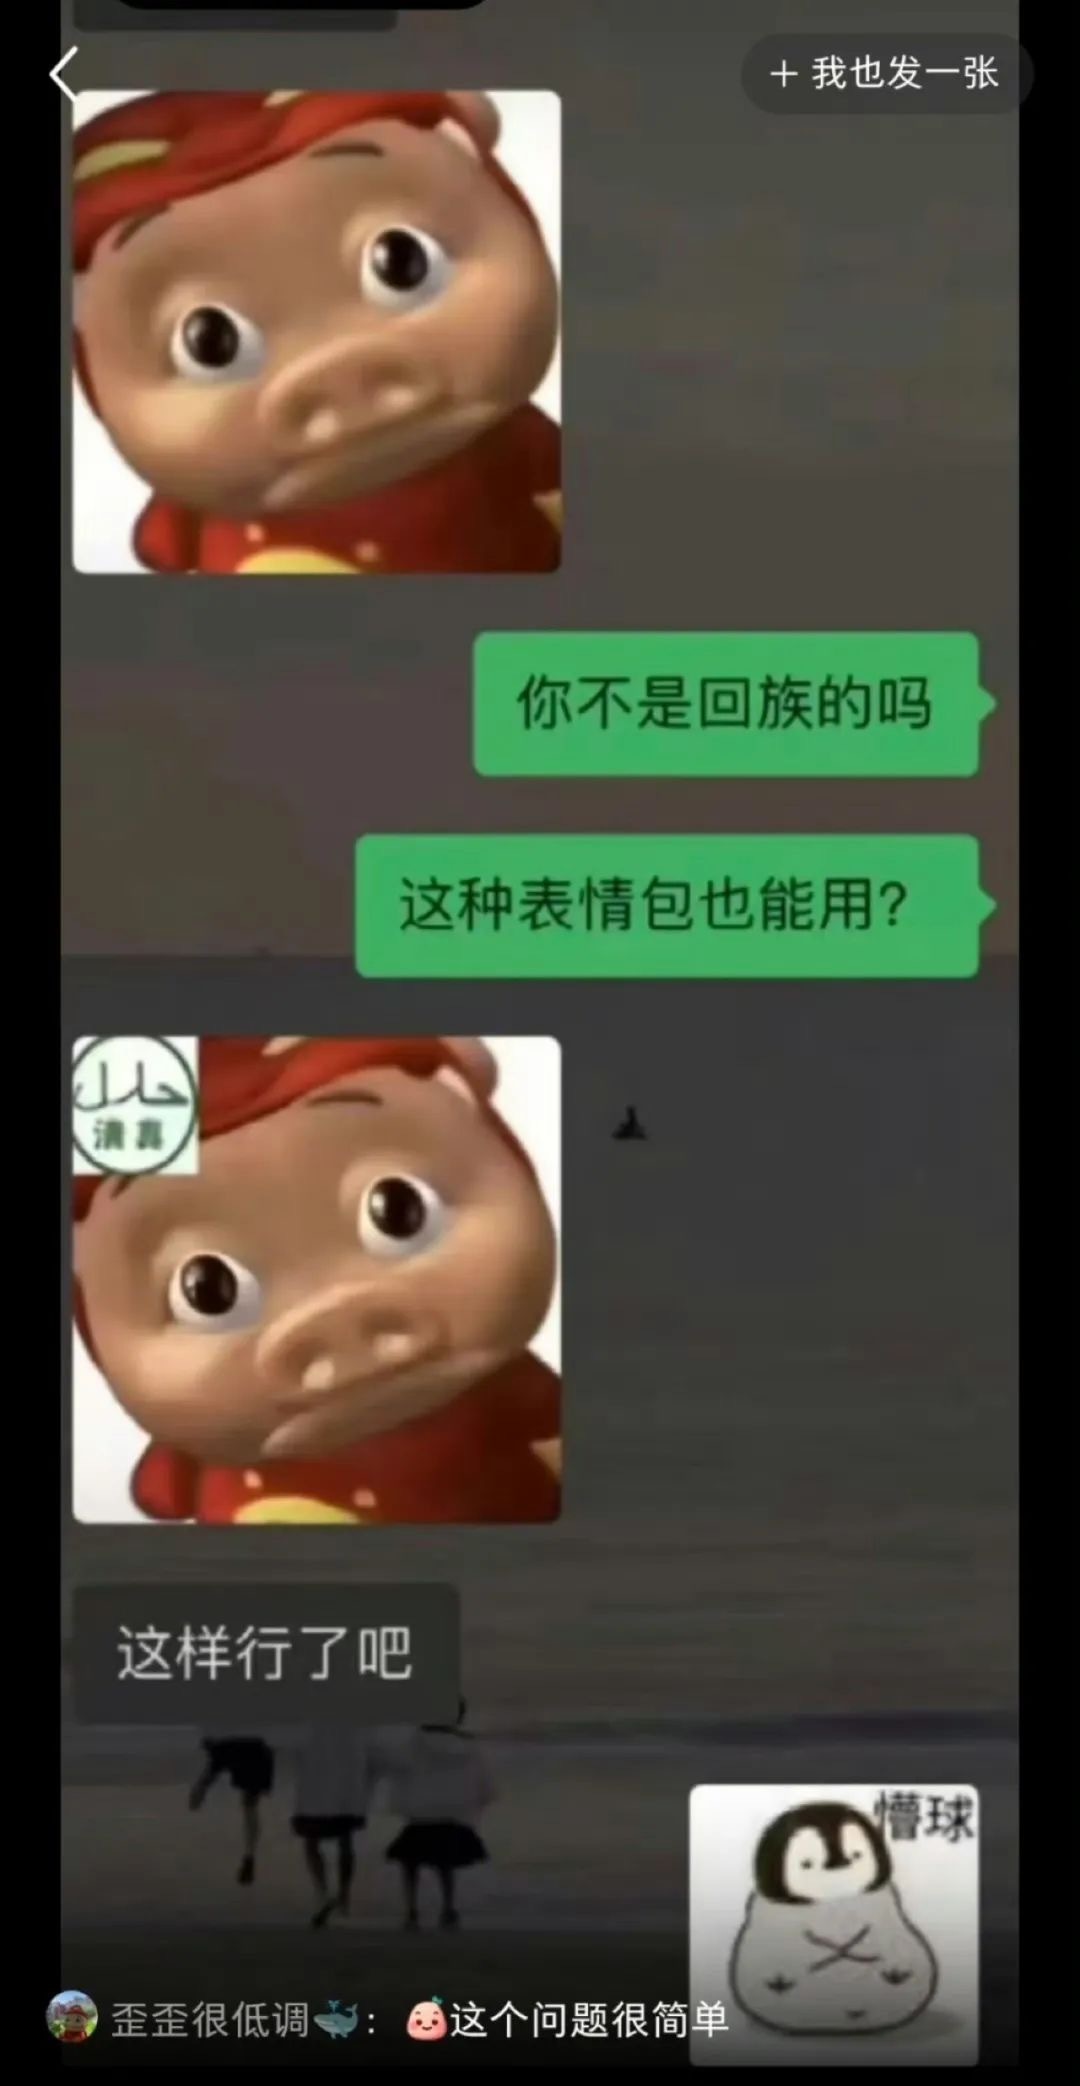 + 我也发一张
你不是回族的吗
这种表情包也能用?
حلال
清真
这样行了吧
懵球
歪歪很低调🐳： 这个问题很简单